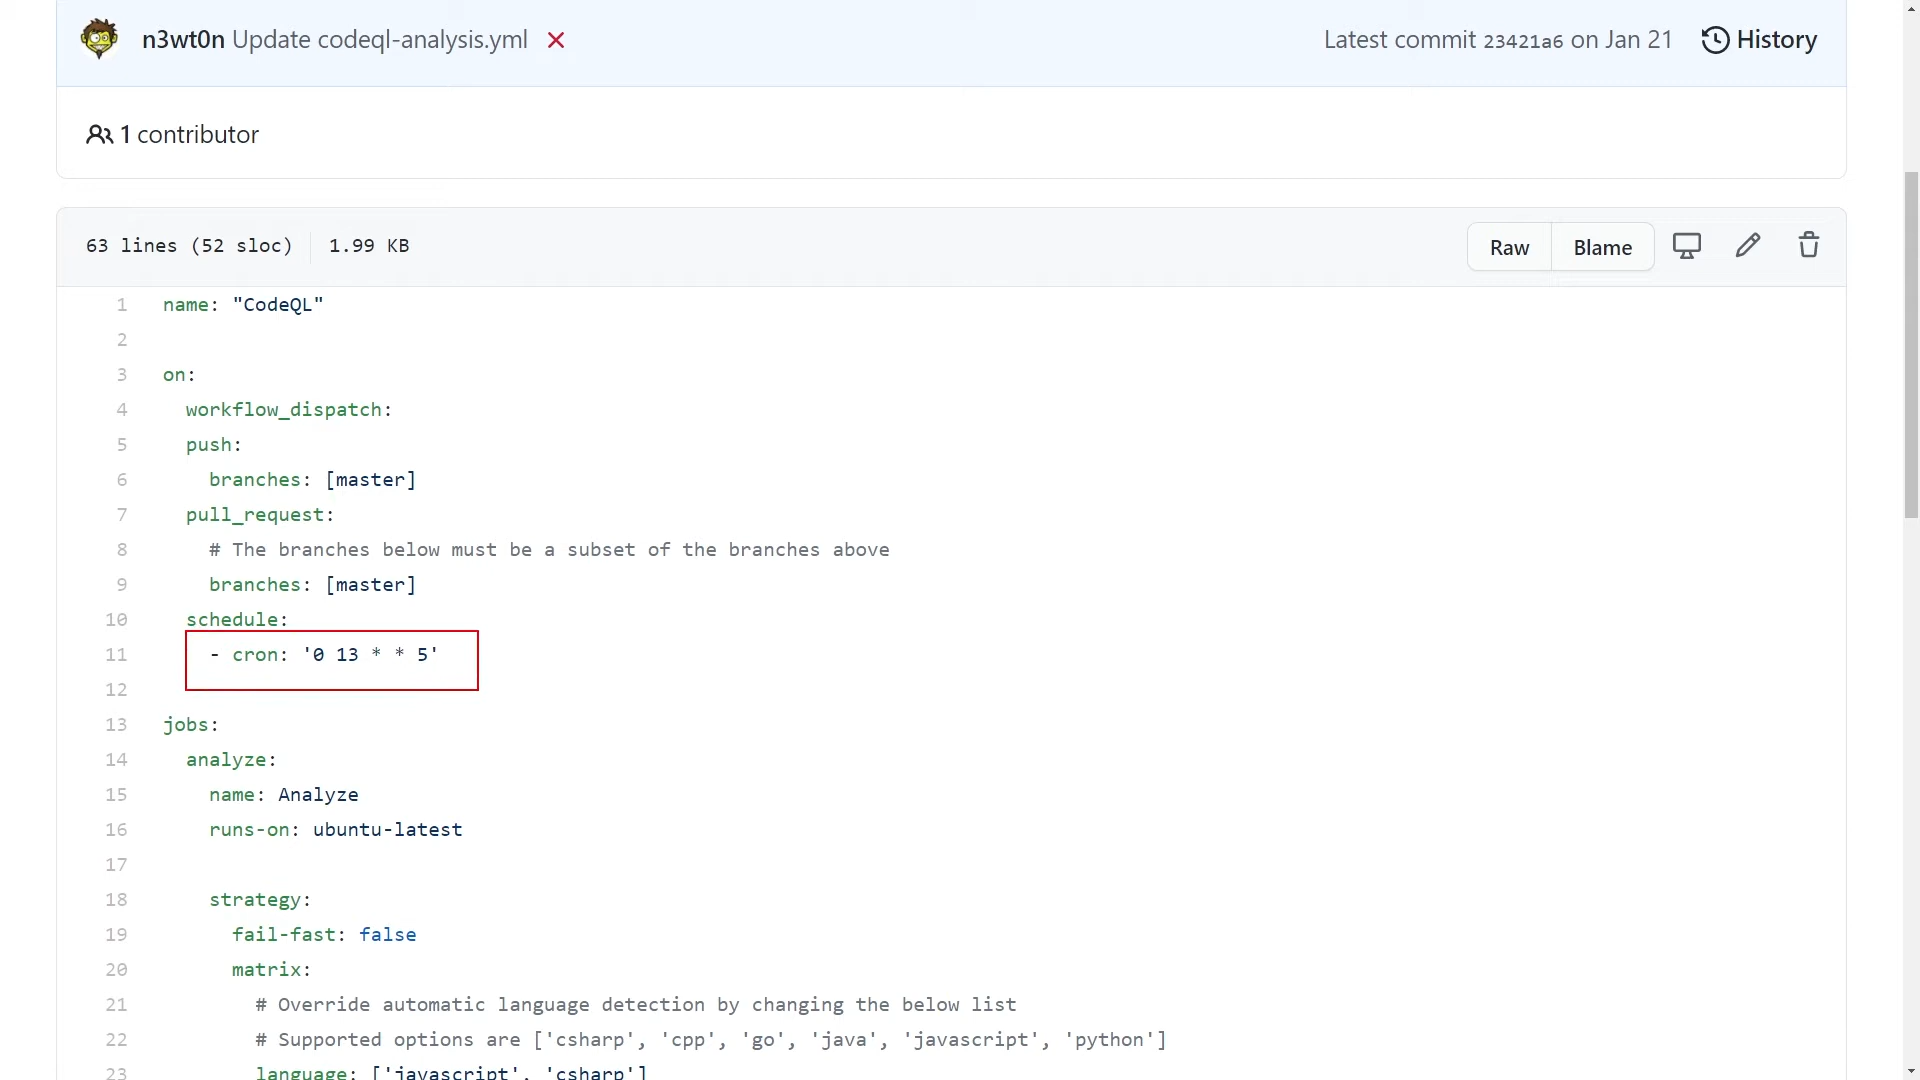 n3wt0n Update codeql-analysis.yml
Latest commit 23421a6 on Jan 21 History
1 contributor
63 lines (52 sloc) 1.99 KB
Raw Blame
1 name: "CodeQL"
2
3 on:
4 workflow_dispatch:
5 push:
6 branches: [master]
7 pull_request:
8 # The branches below must be a subset of the branches above
9 branches: [master]
10 schedule:
11 - cron: '0 13 * * 5'
12
13 jobs:
14 analyze:
15 name: Analyze
16 runs-on: ubuntu-latest
17
18 strategy:
19 fail-fast: false
20 matrix:
21 # Override automatic language detection by changing the below list
22 # Supported options are ['csharp', 'cpp', 'go', 'java', 'javascript', 'python']
23 language: ['javascript', 'csharp']